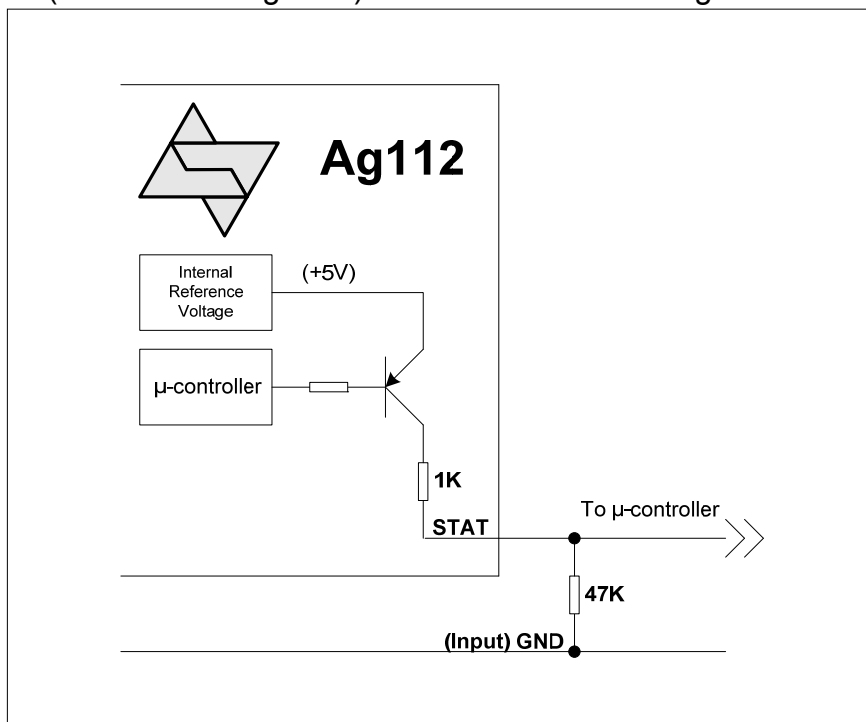 Ag112
Internal
Reference
Voltage
(+5V)
µ-controller
1K
STAT
To µ-controller
47K
(Input) GND